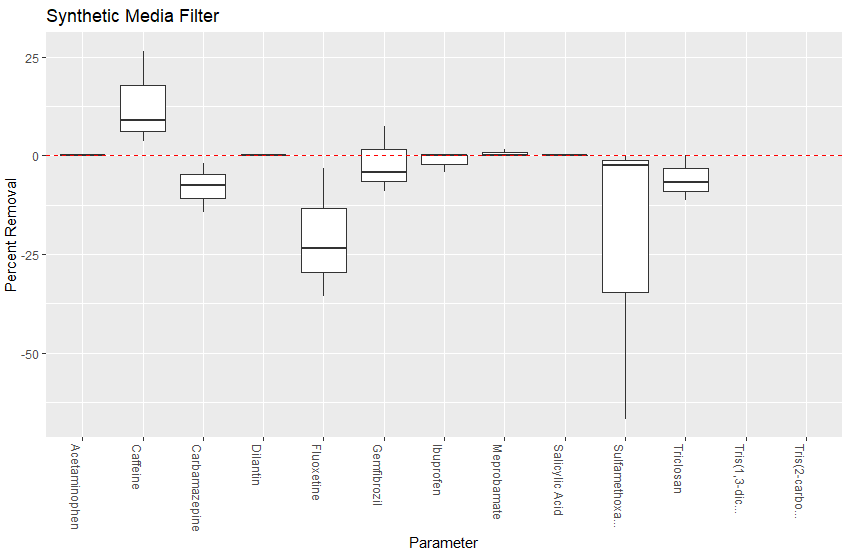 Synthetic Media Filter
25
0
-25
-50
Percent Removal
Acetaminophen
Caffeine
Carbamazepine
Dilantin
Fluoxetine
Gemfibrozil
Ibuprofen
Meprobamate
Salicylic Acid
Sulfamethoxa...
Triclosan
Tris(1,3-dic...
Tris(2-carbo...
Parameter